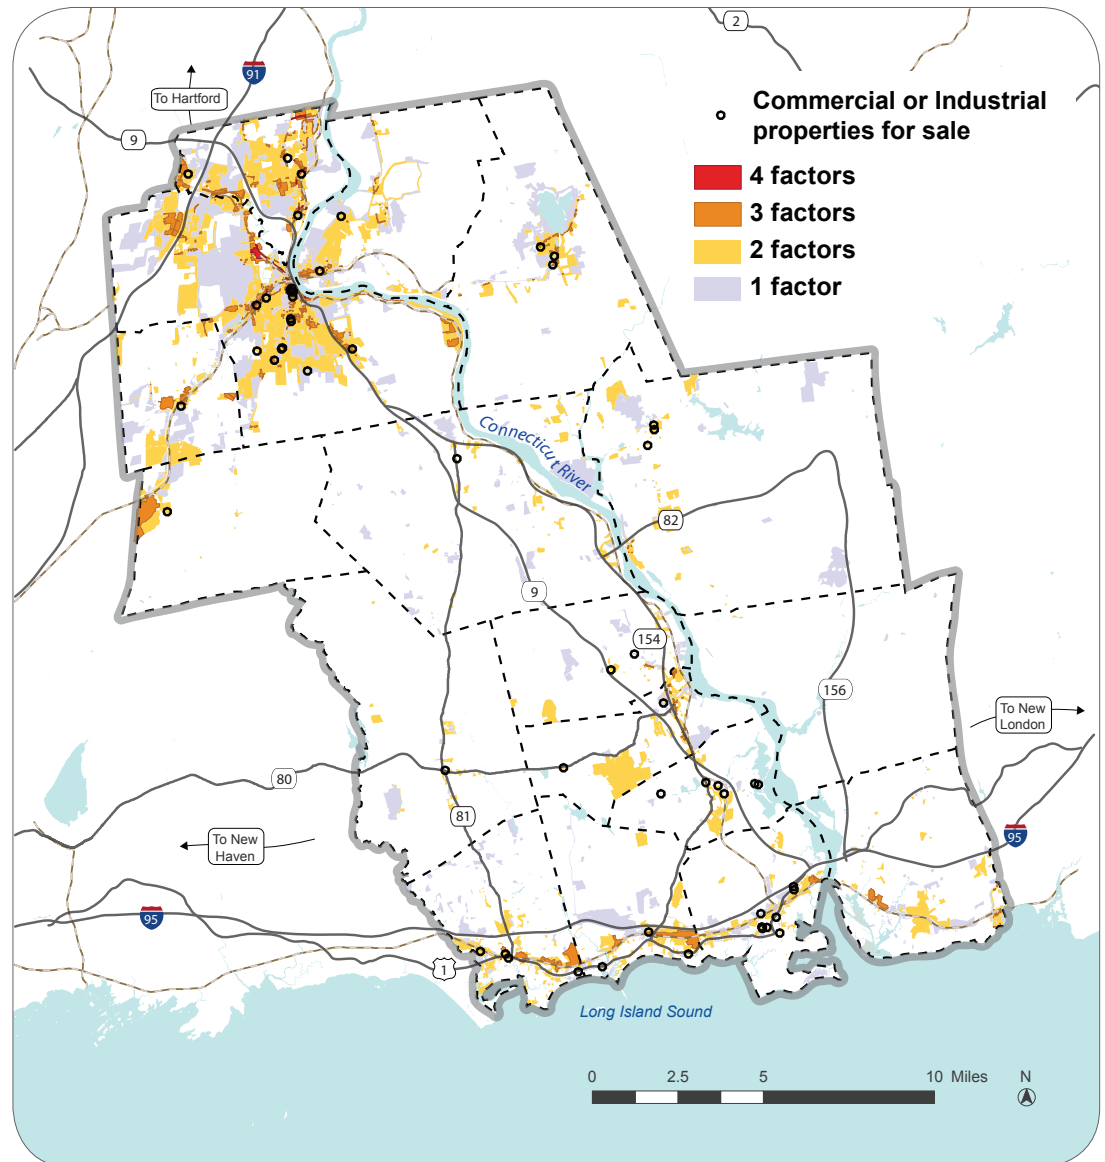 2
91
To Hartford
9
Commercial or Industrial
properties for sale
4 factors
3 factors
2 factors
1 factor
Connecticut River
82
9
154
156
To New
London
80
81
To New
Haven
95
95
1
Long Island Sound
0 2.5 5 10 Miles
N